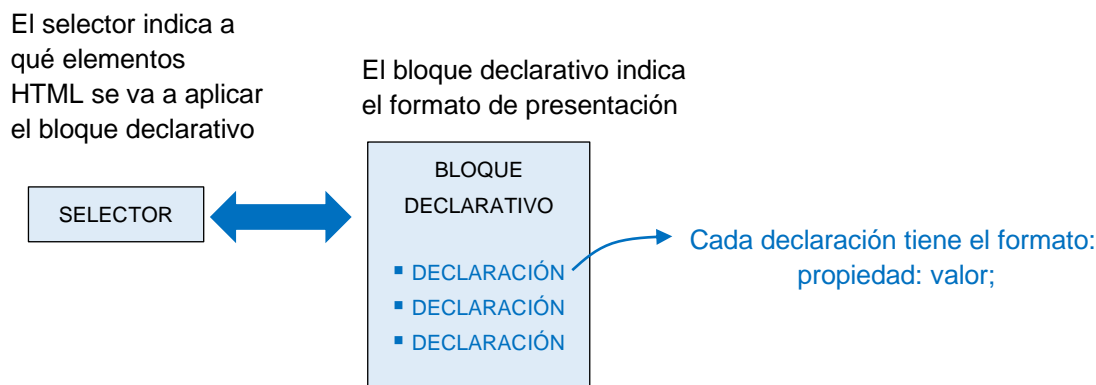 El selector indica a
qué elementos
HTML se va a aplicar
el bloque declarativo
El bloque declarativo indica
el formato de presentación
SELECTOR
BLOQUE
DECLARATIVO
▪ DECLARACIÓN
▪ DECLARACIÓN
▪ DECLARACIÓN
Cada declaración tiene el formato:
propiedad: valor;